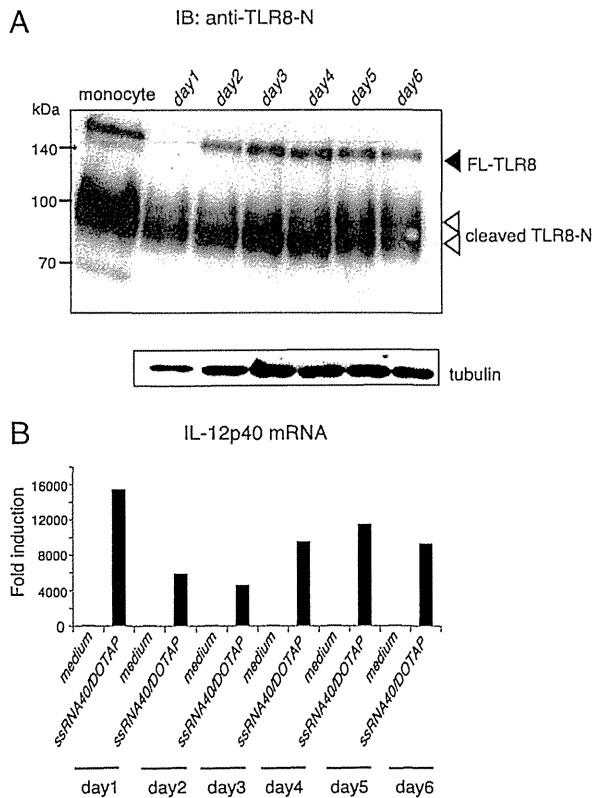 A
IB: anti-TLR8-N
kDa
monocyte day1 day2 day3 day4 day5 day6
140
100
70
FL-TLR8
cleaved TLR8-N
tubulin
B
IL-12p40 mRNA
Fold induction
16000
12000
8000
4000
0
medium ssRNA40/DOTAP medium ssRNA40/DOTAP medium ssRNA40/DOTAP medium ssRNA40/DOTAP medium ssRNA40/DOTAP medium ssRNA40/DOTAP
day1 day2 day3 day4 day5 day6